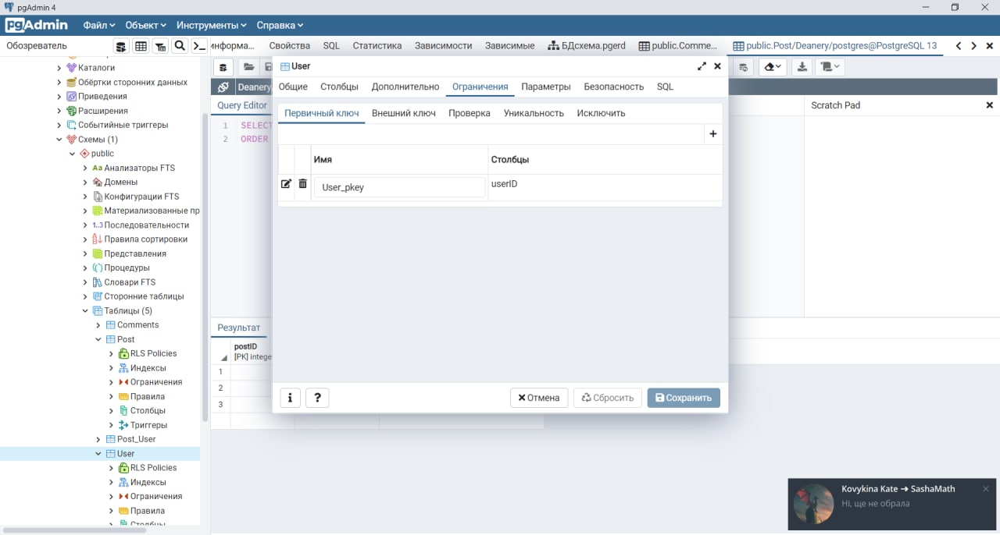 pgAdmin 4
pgAdmin Файл Объект Инструменты Справка
Обозреватель
нформа... Свойства SQL Статистика Зависимости Зависимые БДсхема.pgerd public.Comme... public.Post/Deanery/postgres@PostgreSQL 13
Каталоги
Обёртки сторонних данных
Приведения
Расширения
Событийные триггеры
Схемы (1)
public
Анализаторы FTS
Домены
Конфигурации FTS
Материализованные пр
1..3 Последовательности
Правила сортировки
Представления
Процедуры
Словари FTS
Сторонние таблицы
Таблицы (5)
Comments
Post
RLS Policies
Индексы
Ограничения
Правила
Столбцы
Триггеры
Post_User
User
RLS Policies
Индексы
Ограничения
Правила
Столбцы
Deanery
Query Editor
1 SELECT
2 ORDER
Scratch Pad
User
Общие Столбцы Дополнительно Ограничения Параметры Безопасность SQL
Первичный ключ Внешний ключ Проверка Уникальность Исключить
Имя Столбцы
User_pkey userID
Отмена Сбросить Сохранить
Результат
postID
[PK] intege
1
2
3
Kovykina Kate ➔ SashaMath
Ні, ще не обрала